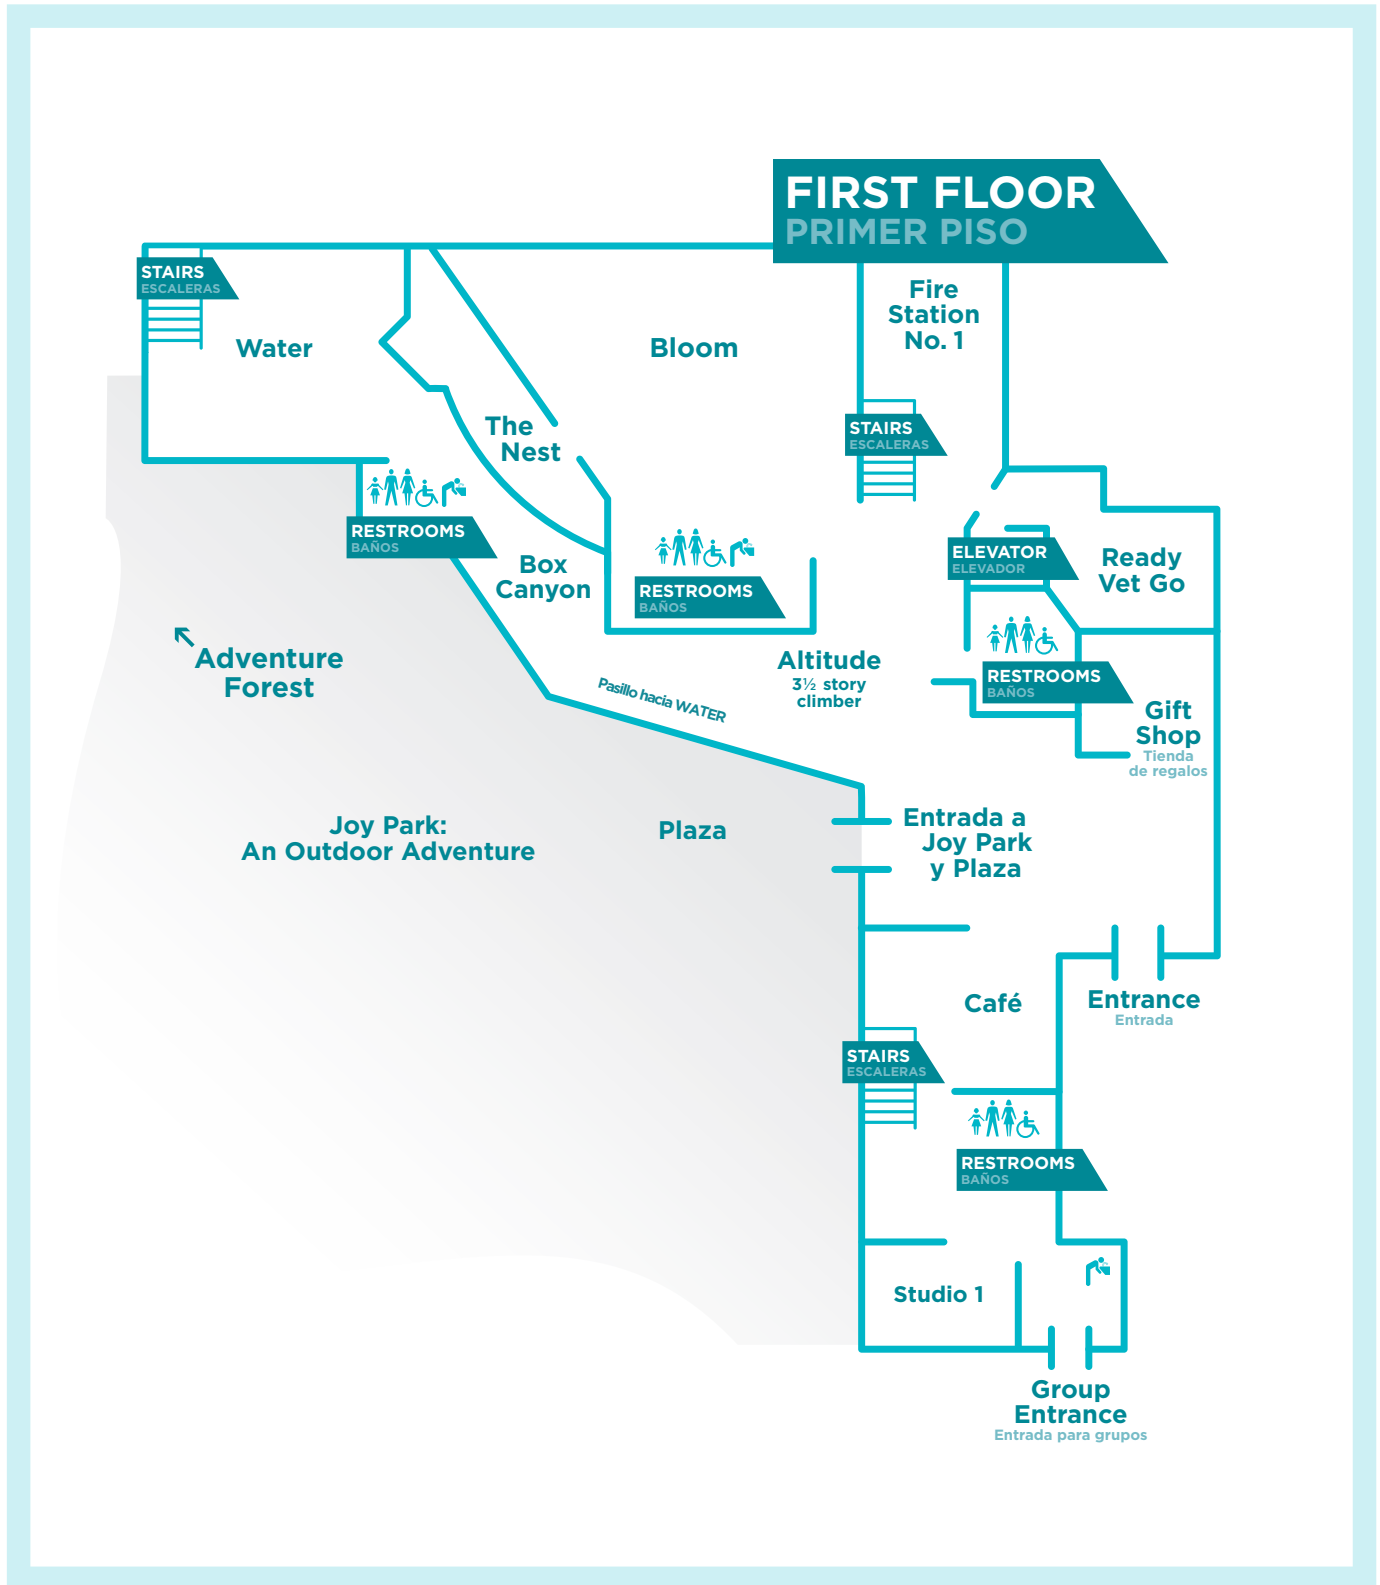 FIRST FLOOR
PRIMER PISO
STAIRS
ESCALERAS
Water
Bloom
Fire
Station
No. 1
The
Nest
STAIRS
ESCALERAS
RESTROOMS
BAÑOS
Box
Canyon
RESTROOMS
BAÑOS
ELEVATOR
ELEVADOR
Ready
Vet Go
Adventure
Forest
Altitude
3½ story
climber
RESTROOMS
BAÑOS
Pasillo hacia WATER
Gift
Shop
Tienda
de regalos
Joy Park:
An Outdoor Adventure
Plaza
Entrada a
Joy Park
y Plaza
Café
Entrance
Entrada
STAIRS
ESCALERAS
RESTROOMS
BAÑOS
Studio 1
Group
Entrance
Entrada para grupos